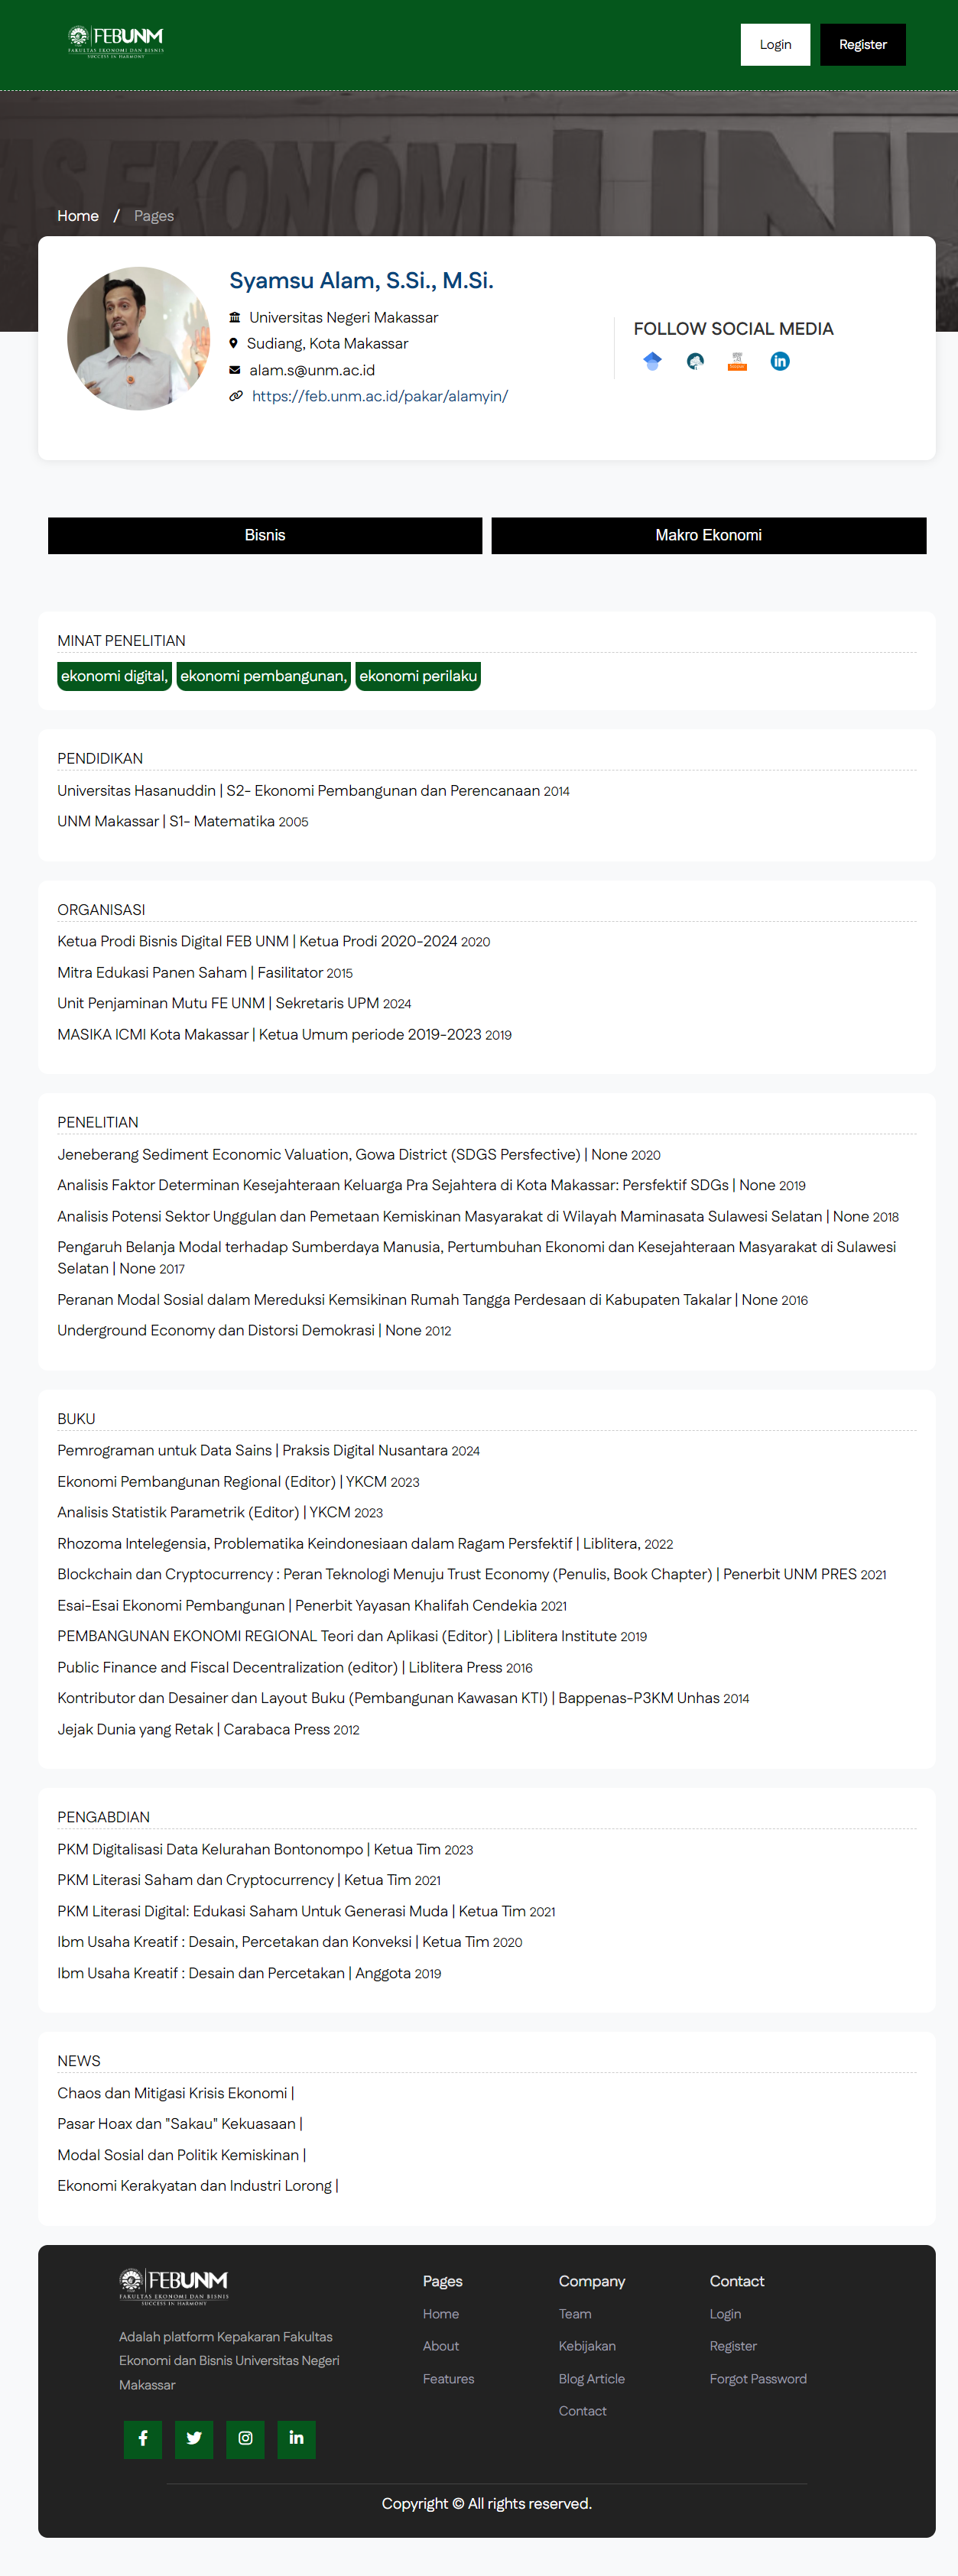 FEBUNM
FAKULTAS EKONOMI DAN BISNIS
SUCCESS IN HARMONY
Login
Register
AS EKONOMI
UN
Home / Pages
Syamsu Alam, S.Si., M.Si.
Universitas Negeri Makassar
Sudiang, Kota Makassar
alam.s@unm.ac.id
https://feb.unm.ac.id/pakar/alamyin/
FOLLOW SOCIAL MEDIA
Bisnis
Makro Ekonomi
MINAT PENELITIAN
ekonomi digital, ekonomi pembangunan, ekonomi perilaku
PENDIDIKAN
Universitas Hasanuddin | S2- Ekonomi Pembangunan dan Perencanaan 2014
UNM Makassar | S1- Matematika 2005
ORGANISASI
Ketua Prodi Bisnis Digital FEB UNM | Ketua Prodi 2020-2024 2020
Mitra Edukasi Panen Saham | Fasilitator 2015
Unit Penjaminan Mutu FE UNM | Sekretaris UPM 2024
MASIKA ICMI Kota Makassar | Ketua Umum periode 2019-2023 2019
PENELITIAN
Jeneberang Sediment Economic Valuation, Gowa District (SDGS Persfective) | None 2020
Analisis Faktor Determinan Kesejahteraan Keluarga Pra Sejahtera di Kota Makassar: Persfektif SDGs | None 2019
Analisis Potensi Sektor Unggulan dan Pemetaan Kemiskinan Masyarakat di Wilayah Maminasata Sulawesi Selatan | None 2018
Pengaruh Belanja Modal terhadap Sumberdaya Manusia, Pertumbuhan Ekonomi dan Kesejahteraan Masyarakat di Sulawesi
Selatan | None 2017
Peranan Modal Sosial dalam Mereduksi Kemsikinan Rumah Tangga Perdesaan di Kabupaten Takalar | None 2016
Underground Economy dan Distorsi Demokrasi | None 2012
BUKU
Pemrograman untuk Data Sains | Praksis Digital Nusantara 2024
Ekonomi Pembangunan Regional (Editor) | YKCM 2023
Analisis Statistik Parametrik (Editor) | YKCM 2023
Rhozoma Intelegensia, Problematika Keindonesiaan dalam Ragam Persfektif | Liblitera, 2022
Blockchain dan Cryptocurrency : Peran Teknologi Menuju Trust Economy (Penulis, Book Chapter) | Penerbit UNM PRES 2021
Esai-Esai Ekonomi Pembangunan | Penerbit Yayasan Khalifah Cendekia 2021
PEMBANGUNAN EKONOMI REGIONAL Teori dan Aplikasi (Editor) | Liblitera Institute 2019
Public Finance and Fiscal Decentralization (editor) | Liblitera Press 2016
Kontributor dan Desainer dan Layout Buku (Pembangunan Kawasan KTI) | Bappenas-P3KM Unhas 2014
Jejak Dunia yang Retak | Carabaca Press 2012
PENGABDIAN
PKM Digitalisasi Data Kelurahan Bontonompo | Ketua Tim 2023
PKM Literasi Saham dan Cryptocurrency | Ketua Tim 2021
PKM Literasi Digital: Edukasi Saham Untuk Generasi Muda | Ketua Tim 2021
Ibm Usaha Kreatif : Desain, Percetakan dan Konveksi | Ketua Tim 2020
Ibm Usaha Kreatif : Desain dan Percetakan | Anggota 2019
NEWS
Chaos dan Mitigasi Krisis Ekonomi |
Pasar Hoax dan "Sakau" Kekuasaan |
Modal Sosial dan Politik Kemiskinan |
Ekonomi Kerakyatan dan Industri Lorong |
FEBUNM
FAKULTAS EKONOMI DAN BISNIS
SUCCESS IN HARMONY
Adalah platform Kepakaran Fakultas
Ekonomi dan Bisnis Universitas Negeri
Makassar
Pages
Home
About
Features
Company
Team
Kebijakan
Blog Article
Contact
Contact
Login
Register
Forgot Password
Copyright © All rights reserved.